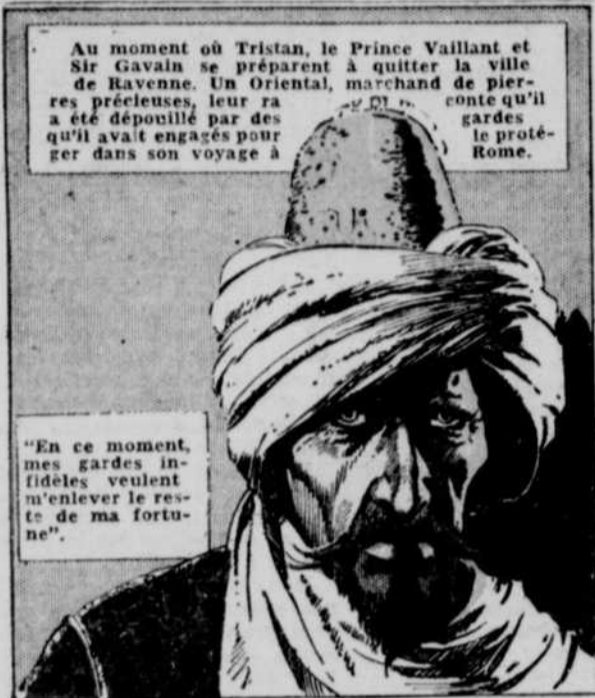 Au moment où Tristan, le Prince Vaillant et
Sir Gavain se préparent à quitter la ville
de Ravenne. Un Oriental, marchand de pier-
res précieuses, leur ra conte qu'il
a été dépouillé par des gardes
qu'il avait engagés pour le proté-
ger dans son voyage à Rome.
"En ce moment,
mes gardes in-
fidèles veulent
m'enlever le res-
te de ma fortu-
ne".